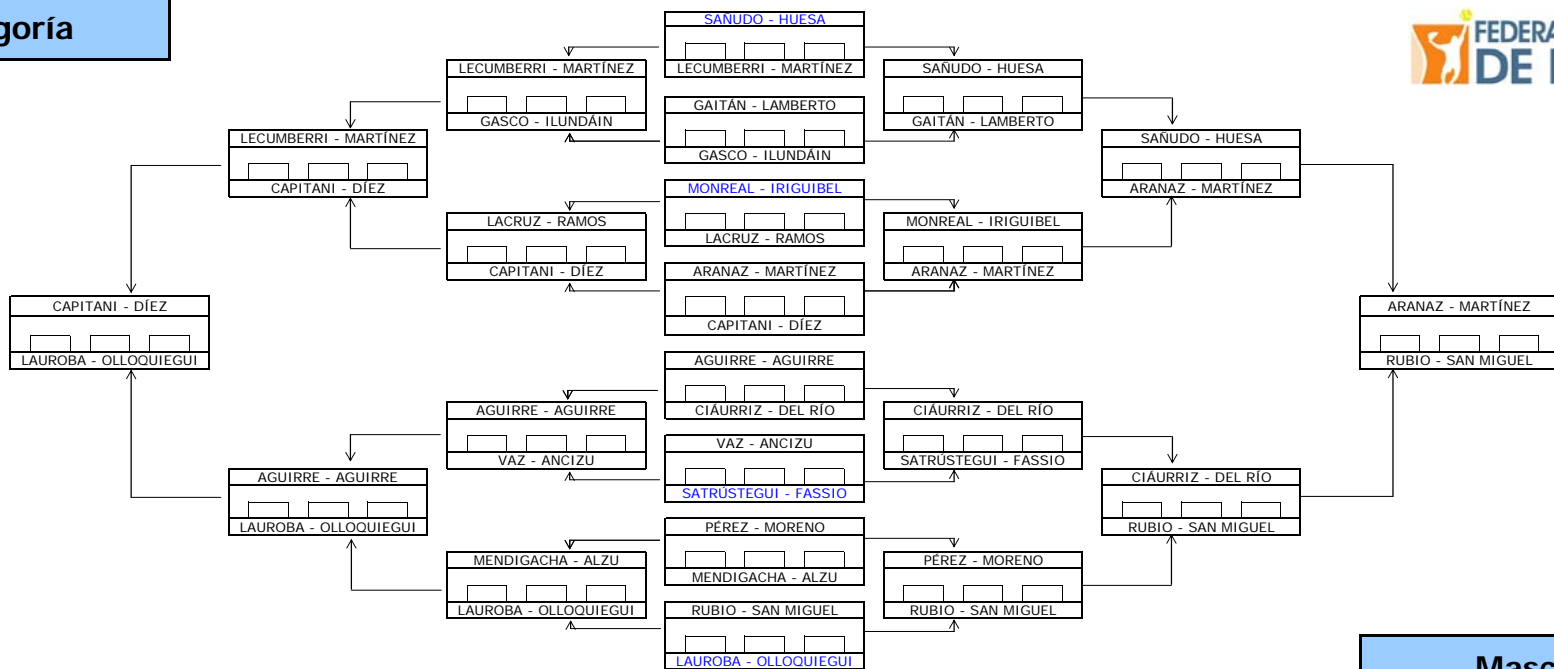 goría
FEDERA
DE
SAÑUDO - HUESA
LECUMBERRI - MARTÍNEZ
GAITÁN - LAMBERTO
GASCO - ILUNDÁIN
MONREAL - IRIGUIBEL
LACRUZ - RAMOS
ARANAZ - MARTÍNEZ
CAPITANI - DÍEZ
AGUIRRE - AGUIRRE
CIÁURRIZ - DEL RÍO
VAZ - ANCIZU
SATRÚSTEGUI - FASSIO
PÉREZ - MORENO
MENDIGACHA - ALZU
RUBIO - SAN MIGUEL
LAUROBA - OLLOQUIEGUI
LECUMBERRI - MARTÍNEZ
GASCO - ILUNDÁIN
LACRUZ - RAMOS
CAPITANI - DÍEZ
AGUIRRE - AGUIRRE
VAZ - ANCIZU
MENDIGACHA - ALZU
LAUROBA - OLLOQUIEGUI
LECUMBERRI - MARTÍNEZ
CAPITANI - DÍEZ
AGUIRRE - AGUIRRE
LAUROBA - OLLOQUIEGUI
CAPITANI - DÍEZ
LAUROBA - OLLOQUIEGUI
SAÑUDO - HUESA
GAITÁN - LAMBERTO
MONREAL - IRIGUIBEL
ARANAZ - MARTÍNEZ
CIÁURRIZ - DEL RÍO
SATRÚSTEGUI - FASSIO
PÉREZ - MORENO
RUBIO - SAN MIGUEL
SAÑUDO - HUESA
ARANAZ - MARTÍNEZ
CIÁURRIZ - DEL RÍO
RUBIO - SAN MIGUEL
ARANAZ - MARTÍNEZ
RUBIO - SAN MIGUEL